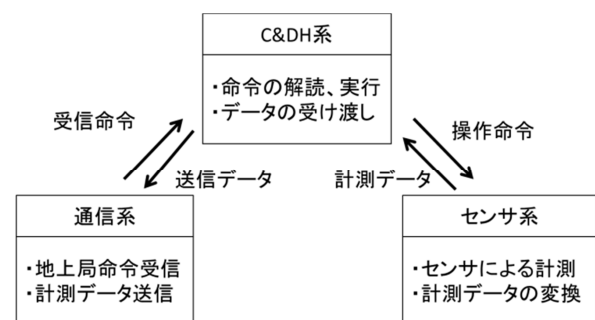 C&DH系
・命令の解読、実行
・データの受け渡し
受信命令
操作命令
送信データ
計測データ
通信系
・地上局命令受信
・計測データ送信
センサ系
・センサによる計測
・計測データの変換